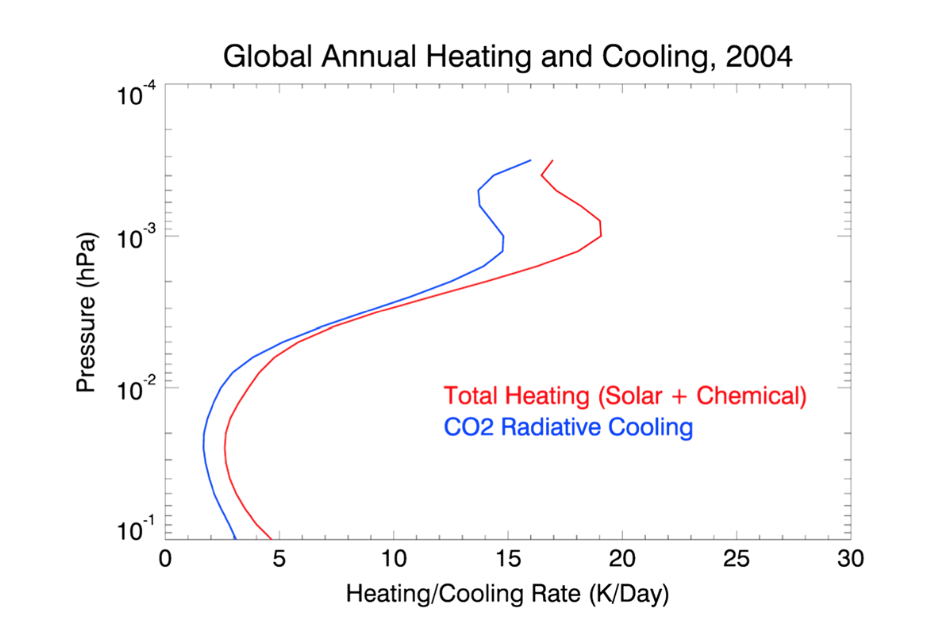 Global Annual Heating and Cooling, 2004
10-4
10-3
10-2
10-1
Pressure (hPa)
Total Heating (Solar + Chemical)
CO2 Radiative Cooling
0 5 10 15 20 25 30
Heating/Cooling Rate (K/Day)